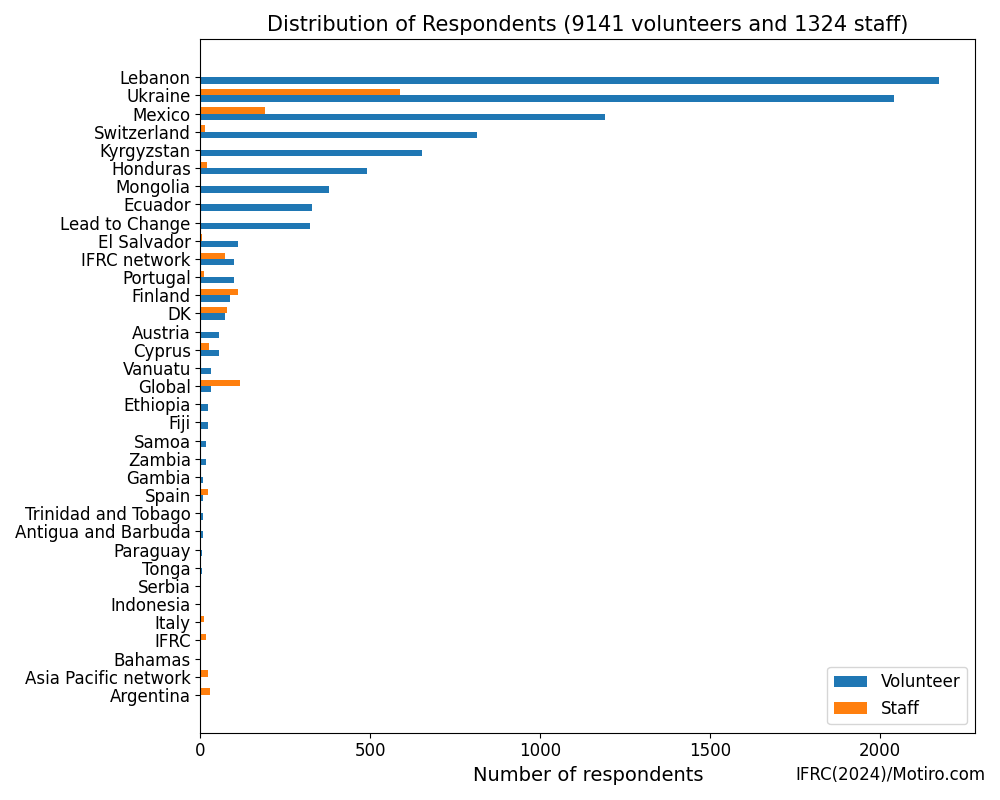 Distribution of Respondents (9141 volunteers and 1324 staff)
Lebanon
Ukraine
Mexico
Switzerland
Kyrgyzstan
Honduras
Mongolia
Ecuador
Lead to Change
El Salvador
IFRC network
Portugal
Finland
DK
Austria
Cyprus
Vanuatu
Global
Ethiopia
Fiji
Samoa
Zambia
Gambia
Spain
Trinidad and Tobago
Antigua and Barbuda
Paraguay
Tonga
Serbia
Indonesia
Italy
IFRC
Bahamas
Asia Pacific network
Argentina
Volunteer
Staff
0 500 1000 1500 2000
Number of respondents
IFRC(2024)/Motiro.com